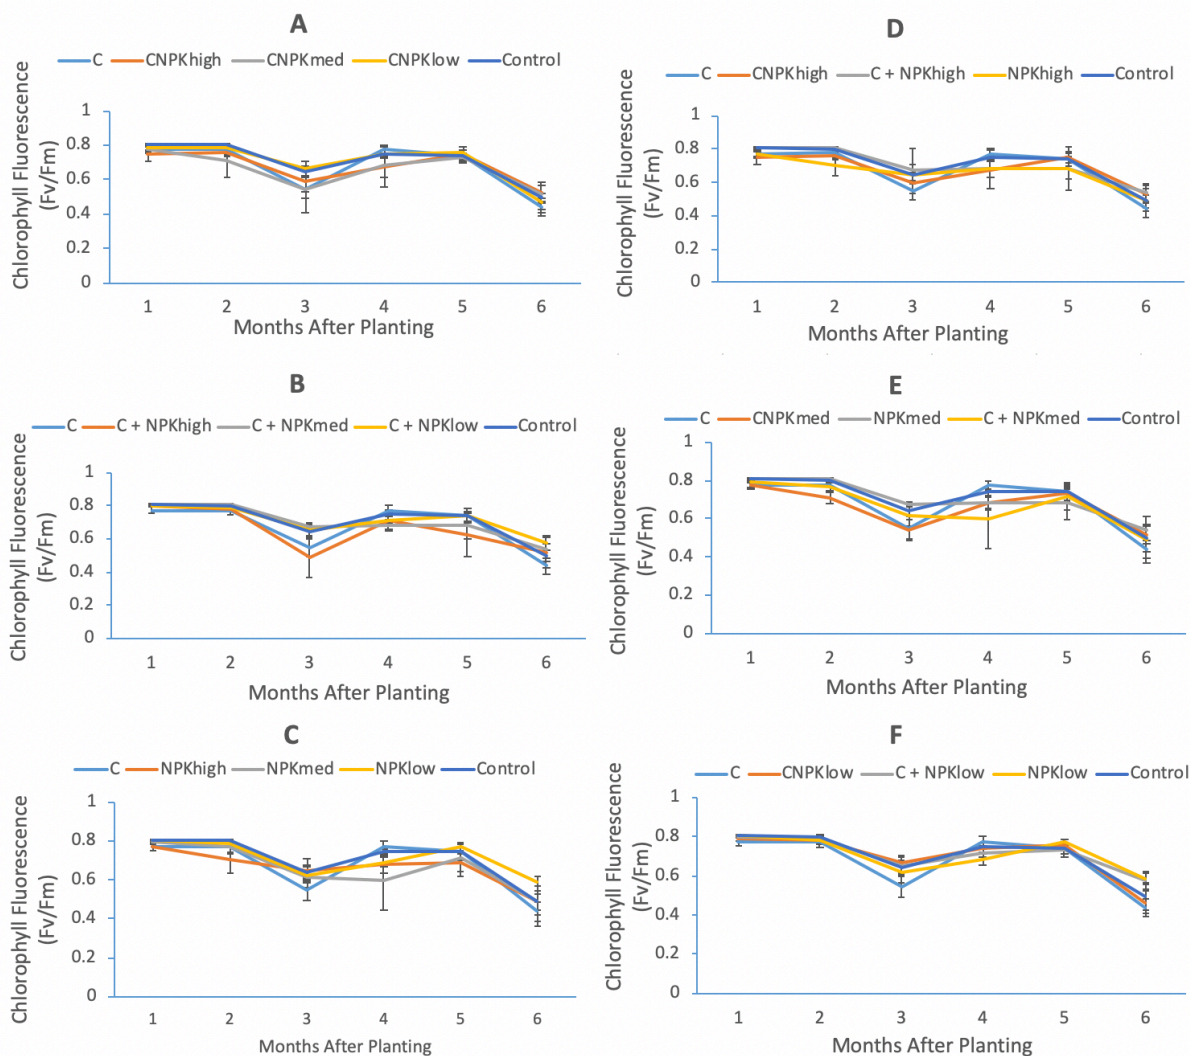 A
C CNPKhigh CNPKmed CNPKlow Control
Chlorophyll Fluorescence
(Fv/Fm)
1
0.8
0.6
0.4
0.2
0
1 2 3 4 5 6
Months After Planting
B
C C + NPKhigh C + NPKmed C + NPKlow Control
Chlorophyll Fluorescence
(Fv/Fm)
1
0.8
0.6
0.4
0.2
0
1 2 3 4 5 6
Months After Planting
C
C NPKhigh NPKmed NPKlow Control
Chlorophyll Fluorescence
(Fv/Fm)
1
0.8
0.6
0.4
0.2
0
1 2 3 4 5 6
Months After Planting
D
C CNPKhigh C + NPKhigh NPKhigh Control
Chlorophyll Fluorescence
(Fv/Fm)
1
0.8
0.6
0.4
0.2
0
1 2 3 4 5 6
Months After Planting
E
C CNPKmed NPKmed C + NPKmed Control
Chlorophyll Fluorescence
(Fv/Fm)
1
0.8
0.6
0.4
0.2
0
1 2 3 4 5 6
Months After Planting
F
C CNPKlow C + NPKlow NPKlow Control
Chlorophyll Fluorescence
(Fv/Fm)
1
0.8
0.6
0.4
0.2
0
1 2 3 4 5 6
Months After Planting